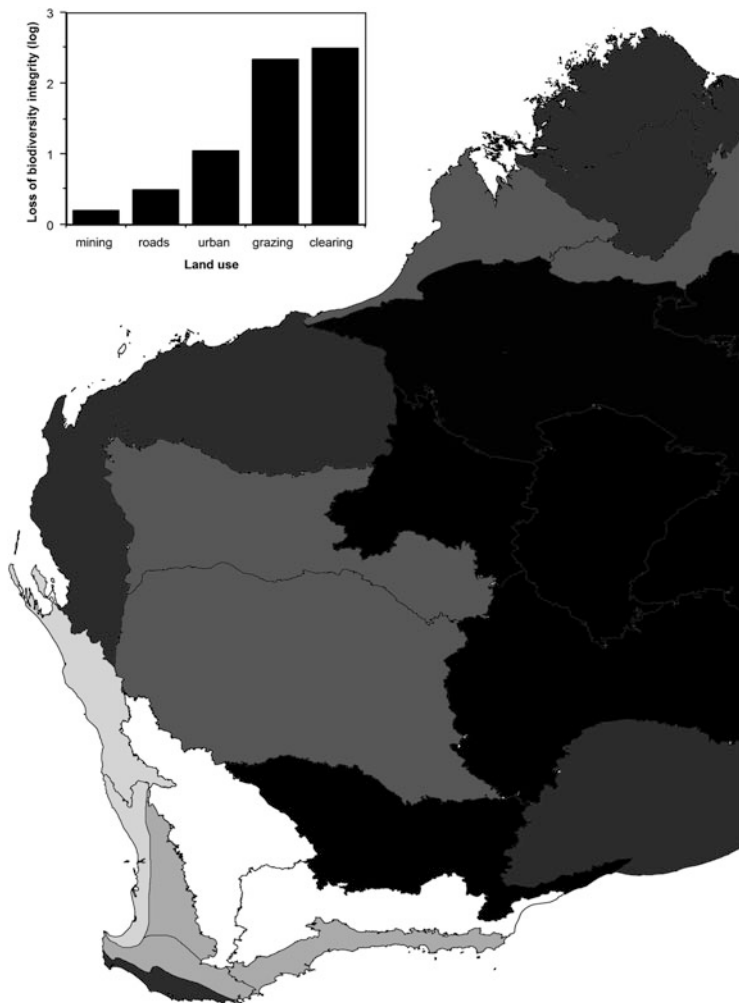 Loss of biodiversity integrity (log)
3
2
1
0
mining roads urban grazing clearing
Land use